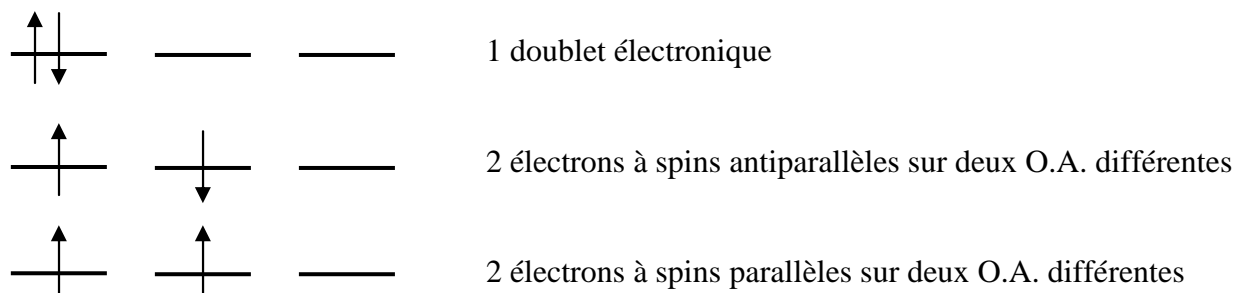 1 doublet électronique
2 électrons à spins antiparallèles sur deux O.A. différentes
2 électrons à spins parallèles sur deux O.A. différentes